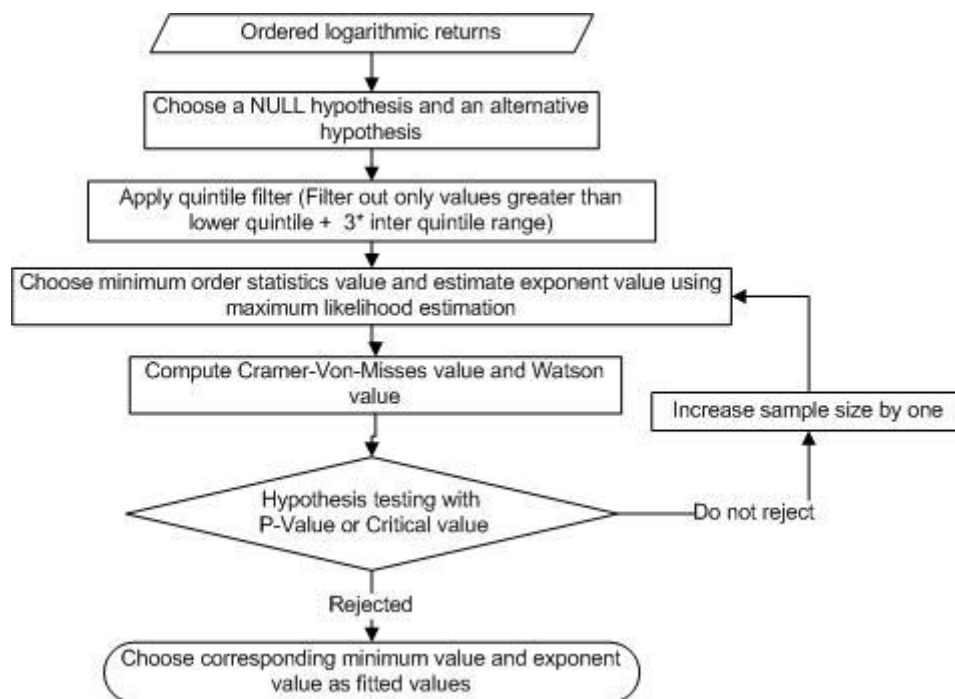 Ordered logarithmic returns
Choose a NULL hypothesis and an alternative
hypothesis
Apply quintile filter (Filter out only values greater than
lower quintile + 3* inter quintile range)
Choose minimum order statistics value and estimate exponent value using
maximum likelihood estimation
Compute Cramer-Von-Misses value and Watson
value
Increase sample size by one
Hypothesis testing with
P-Value or Critical value
Do not reject
Rejected
Choose corresponding minimum value and exponent
value as fitted values